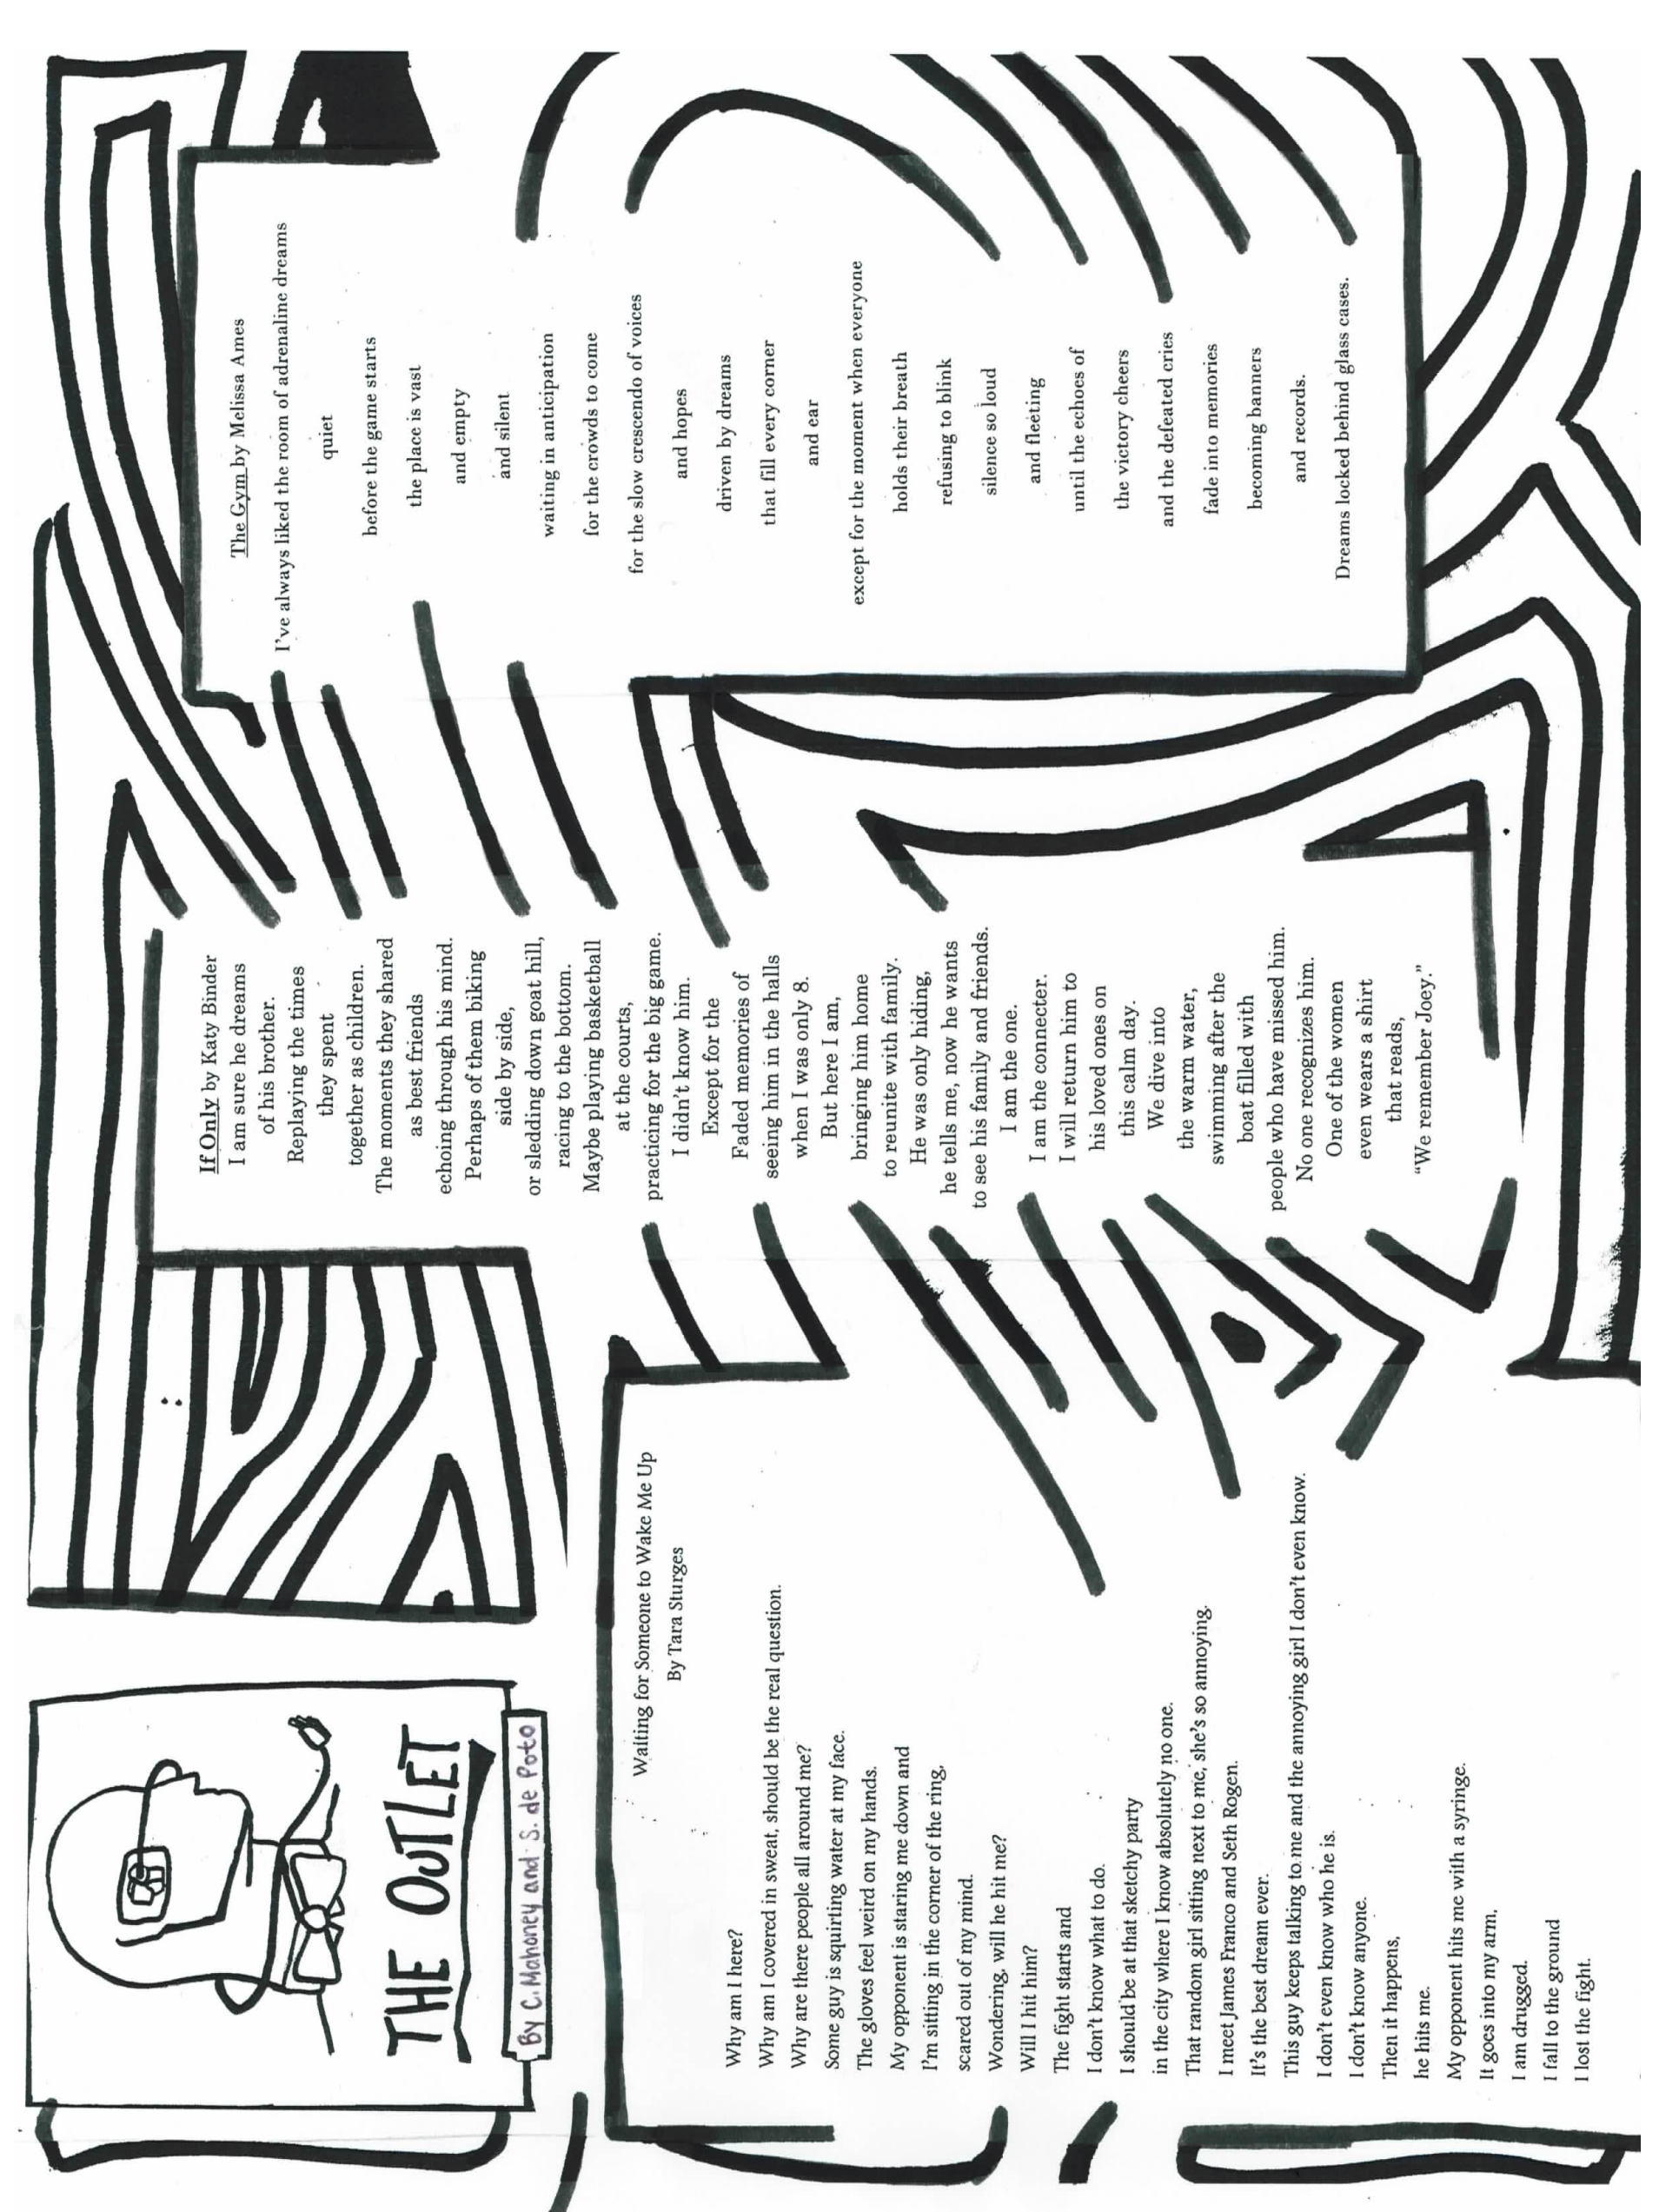 THE OUTLET
By C. Mahoney and S. de Poto
Waiting for Someone to Wake Me Up
By Tara Sturges
Why am I here?
Why am I covered in sweat, should be the real question.
Why are there people all around me?
Some guy is squirting water at my face.
The gloves feel weird on my hands.
My opponent is staring me down and
I'm sitting in the corner of the ring,
scared out of my mind.
Wondering, will he hit me?
Will I hit him?
The fight starts and
I don't know what to do.
I should be at that sketchy party
in the city where I know absolutely no one.
That random girl sitting next to me, she's so annoying.
I meet James Franco and Seth Rogen.
It's the best dream ever.
This guy keeps talking to me and the annoying girl I don't even know.
I don't even know who he is.
I don't know anyone.
Then it happens,
he hits me.
My opponent hits me with a syringe.
It goes into my arm.
I am drugged.
I fall to the ground
I lost the fight.
If Only by Katy Binder
I am sure he dreams
of his brother.
Replaying the times
they spent
together as children.
The moments they shared
as best friends
echoing through his mind.
Perhaps of them biking
side by side,
or sledding down goat hill,
racing to the bottom.
Maybe playing basketball
at the courts,
practicing for the big game.
I didn't know him.
Except for the
Faded memories of
seeing him in the halls
when I was only 8.
But here I am,
bringing him home
to reunite with family.
He was only hiding,
he tells me, now he wants
to see his family and friends.
I am the one.
I am the connecter.
I will return him to
his loved ones on
this calm day.
We dive into
the warm water,
swimming after the
boat filled with
people who have missed him.
No one recognizes him.
One of the women
even wears a shirt
that reads,
“We remember Joey.”
The Gym by Melissa Ames
I've always liked the room of adrenaline dreams
quiet
before the game starts
the place is vast
and empty
and silent
waiting in anticipation
for the crowds to come
for the slow crescendo of voices
and hopes
driven by dreams
that fill every corner
and ear
except for the moment when everyone
holds their breath
refusing to blink
silence so loud
and fleeting
until the echoes of
the victory cheers
and the defeated cries
fade into memories
becoming banners
and records.
Dreams locked behind glass cases.